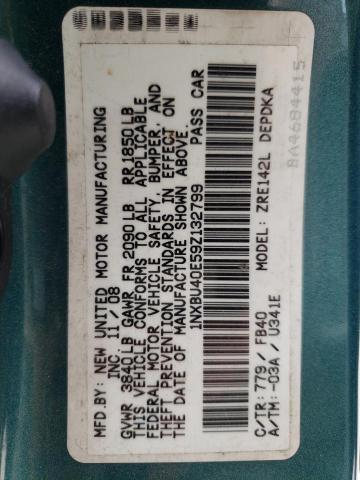 MFD.BY: NEW UNITED MOTOR MANUFACTURING
INC. 11 / 08
GVWR 3841LB GAWR FR 2090 LB RR 1850 LB
THIS VEHICLE CONFORMS TO ALL APPLICABLE
FEDERAL MOTOR VEHICLE SAFETY, BUMPER, AND
THEFT PREVENTION STANDARDS IN EFFECT ON
THE DATE OF MANUFACTURE SHOWN ABOVE.
1NXBU40E59Z132799 PASS CAR
C/TR: 779 / FB40 MODEL: ZRE142L DEPDKA
A/TM: -03A / U341E
BA4684415